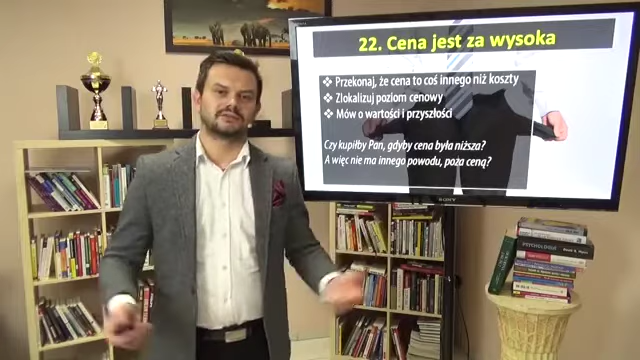 22. Cena jest za wysoka
❖ Przekonaj, że cena to coś innego niż koszty
❖ Zlokalizuj poziom cenowy
❖ Mów o wartości i przyszłości
Czy kupiłby Pan, gdyby cena była niższa?
A więc nie ma innego powodu, poza ceną?
SONY
PSYCHOLOGIA